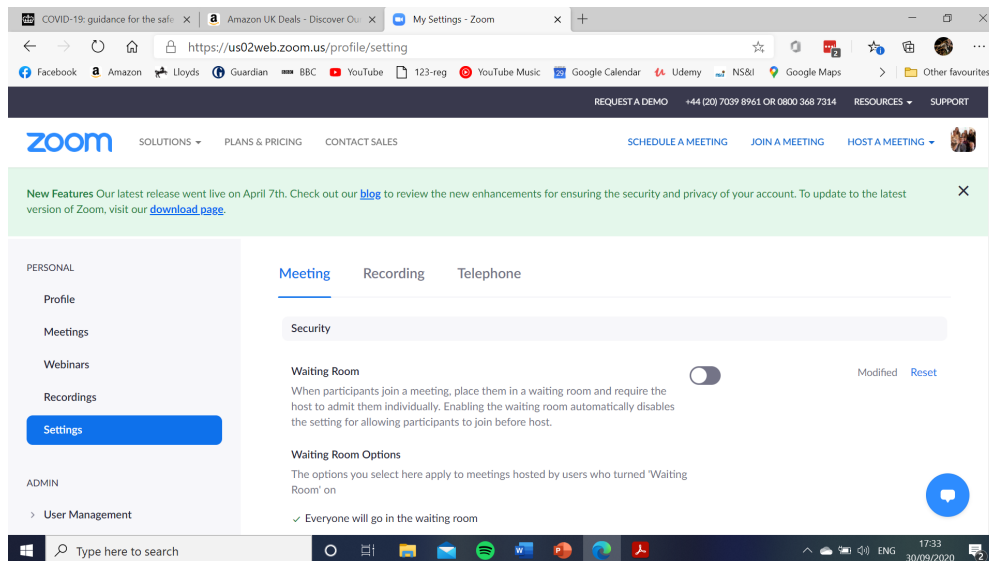 COVID-19: guidance for the safe
Amazon UK Deals - Discover Our
My Settings - Zoom
https://us02web.zoom.us/profile/setting
2
Facebook Amazon Lloyds Guardian BBC YouTube 123-reg YouTube Music 29 Google Calendar Udemy NS&I Google Maps Other favourites
REQUEST A DEMO +44 (20) 7039 8961 OR 0800 368 7314 RESOURCES SUPPORT
zoom SOLUTIONS PLANS & PRICING CONTACT SALES SCHEDULE A MEETING JOIN A MEETING HOST A MEETING
New Features Our latest release went live on April 7th. Check out our blog to review the new enhancements for ensuring the security and privacy of your account. To update to the latest
version of Zoom, visit our download page.
PERSONAL
Profile
Meetings
Webinars
Recordings
Settings
ADMIN
User Management
Meeting Recording Telephone
Security
Waiting Room
Modified Reset
When participants join a meeting, place them in a waiting room and require the
host to admit them individually. Enabling the waiting room automatically disables
the setting for allowing participants to join before host.
Waiting Room Options
The options you select here apply to meetings hosted by users who turned 'Waiting
Room' on
Everyone will go in the waiting room
Type here to search
ENG
17:33
30/09/2020
2